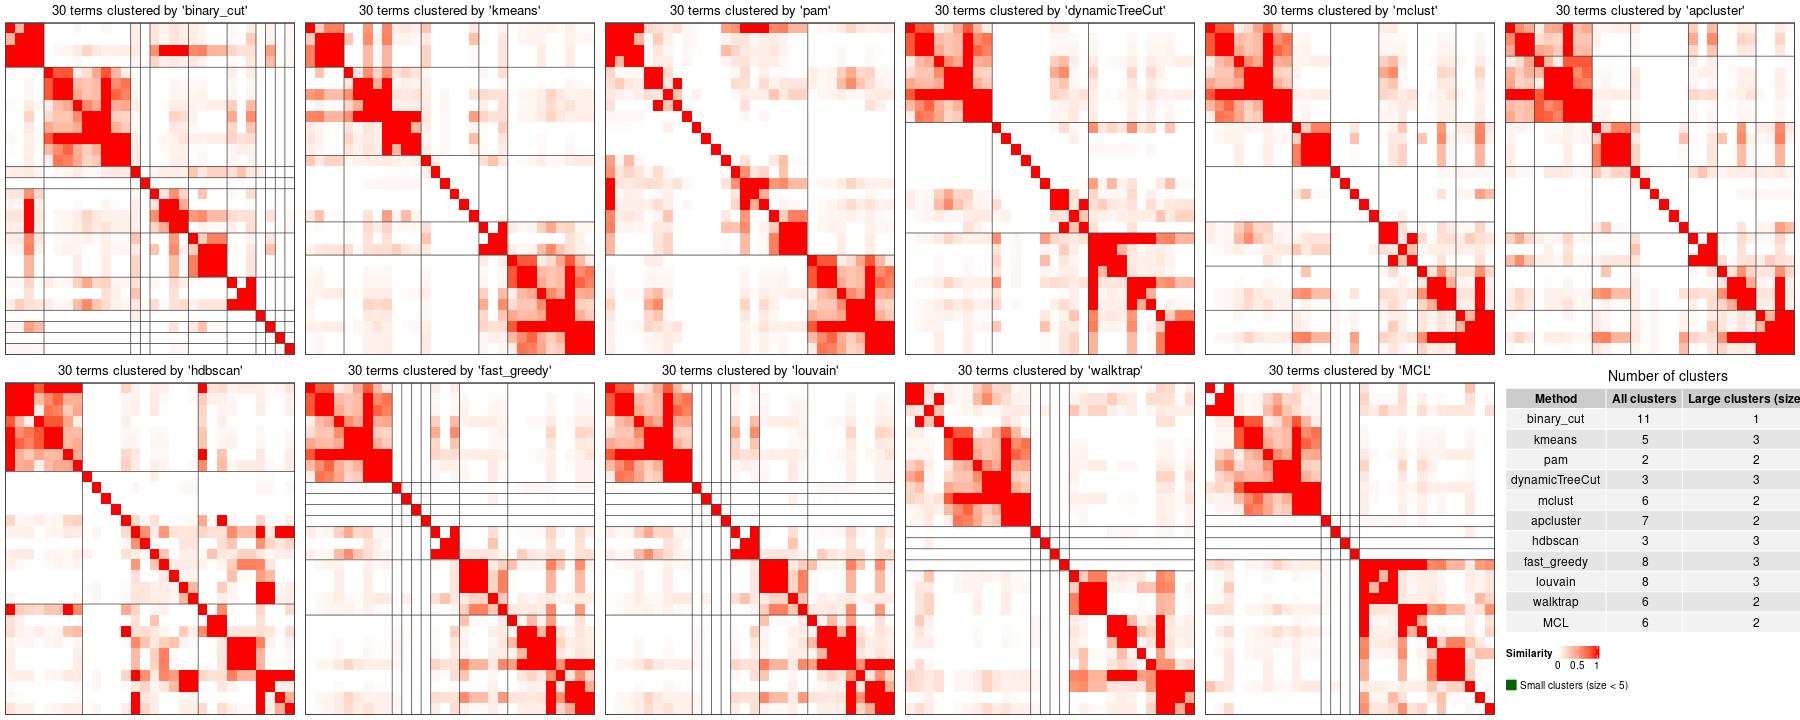 30 terms clustered by 'binary_cut'
30 terms clustered by 'kmeans'
30 terms clustered by 'pam'
30 terms clustered by 'dynamicTreeCut'
30 terms clustered by 'mclust'
30 terms clustered by 'apcluster'
30 terms clustered by 'hdbscan'
30 terms clustered by 'fast_greedy'
30 terms clustered by 'louvain'
30 terms clustered by 'walktrap'
30 terms clustered by 'MCL'
Number of clusters
Method All clusters Large clusters (size
binary_cut 11 1
kmeans 5 3
pam 2 2
dynamicTreeCut 3 3
mclust 6 2
apcluster 7 2
hdbscan 3 3
fast_greedy 8 3
louvain 8 3
walktrap 6 2
MCL 6 2
Similarity
0 0.5 1
Small clusters (size < 5)